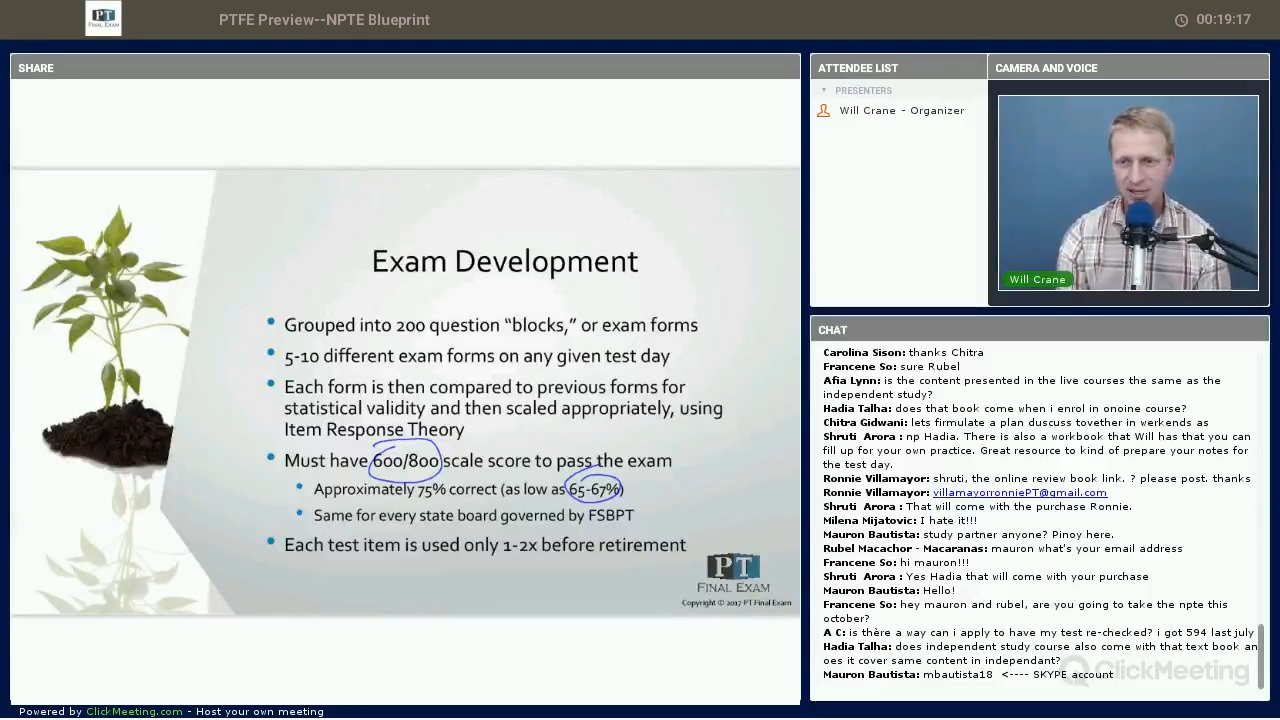 PT
FINAL EXAM
PTFE Preview--NPTE Blueprint
00:19:17
SHARE
Exam Development
Grouped into 200 question “blocks,” or exam forms
5-10 different exam forms on any given test day
Each form is then compared to previous forms for
statistical validity and then scaled appropriately, using
Item Response Theory
Must have 600/800 scale score to pass the exam
Approximately 75% correct (as low as 65-67%)
Same for every state board governed by FSBPT
Each test item is used only 1-2x before retirement
PT
FINAL EXAM
Copyright © 2017 PT Final Exam
ATTENDEE LIST
PRESENTERS
Will Crane - Organizer
CAMERA AND VOICE
Will Crane
CHAT
Carolina Sison: thanks Chitra
Francene So: sure Rubel
Afia Lynn: is the content presented in the live courses the same as the
independent study?
Hadia Talha: does that book come when i enrol in onoine course?
Chitra Gidwani: lets firmulate a plan duscuss tovether in werkends as
Shruti Arora : np Hadia. There is also a workbook that Will has that you can
fill up for your own practice. Great resource to kind of prepare your notes for
the test day.
Ronnie Villamayor: shruti, the online review book link. ? please post. thanks
Ronnie Villamayor: villamayorronniePT@gmail.com
Shruti Arora : That will come with the purchase Ronnie.
Milena Mijatovic: I hate it!!!
Mauron Bautista: study partner anyone? Pinoy here.
Rubel Macachor - Macaranas: mauron what's your email address
Francene So: hi mauron!!!
Shruti Arora : Yes Hadia that will come with your purchase
Mauron Bautista: Hello!
Francene So: hey mauron and rubel, are you going to take the npte this
october?
A C: is thère a way can i apply to have my test re-checked? i got 594 last july
Hadia Talha: does independent study course also come with that text book an
oes it cover same content in independant?
Mauron Bautista: mbautista18 <---- SKYPE account
ClickMeeting
Powered by ClickMeeting.com - Host your own meeting